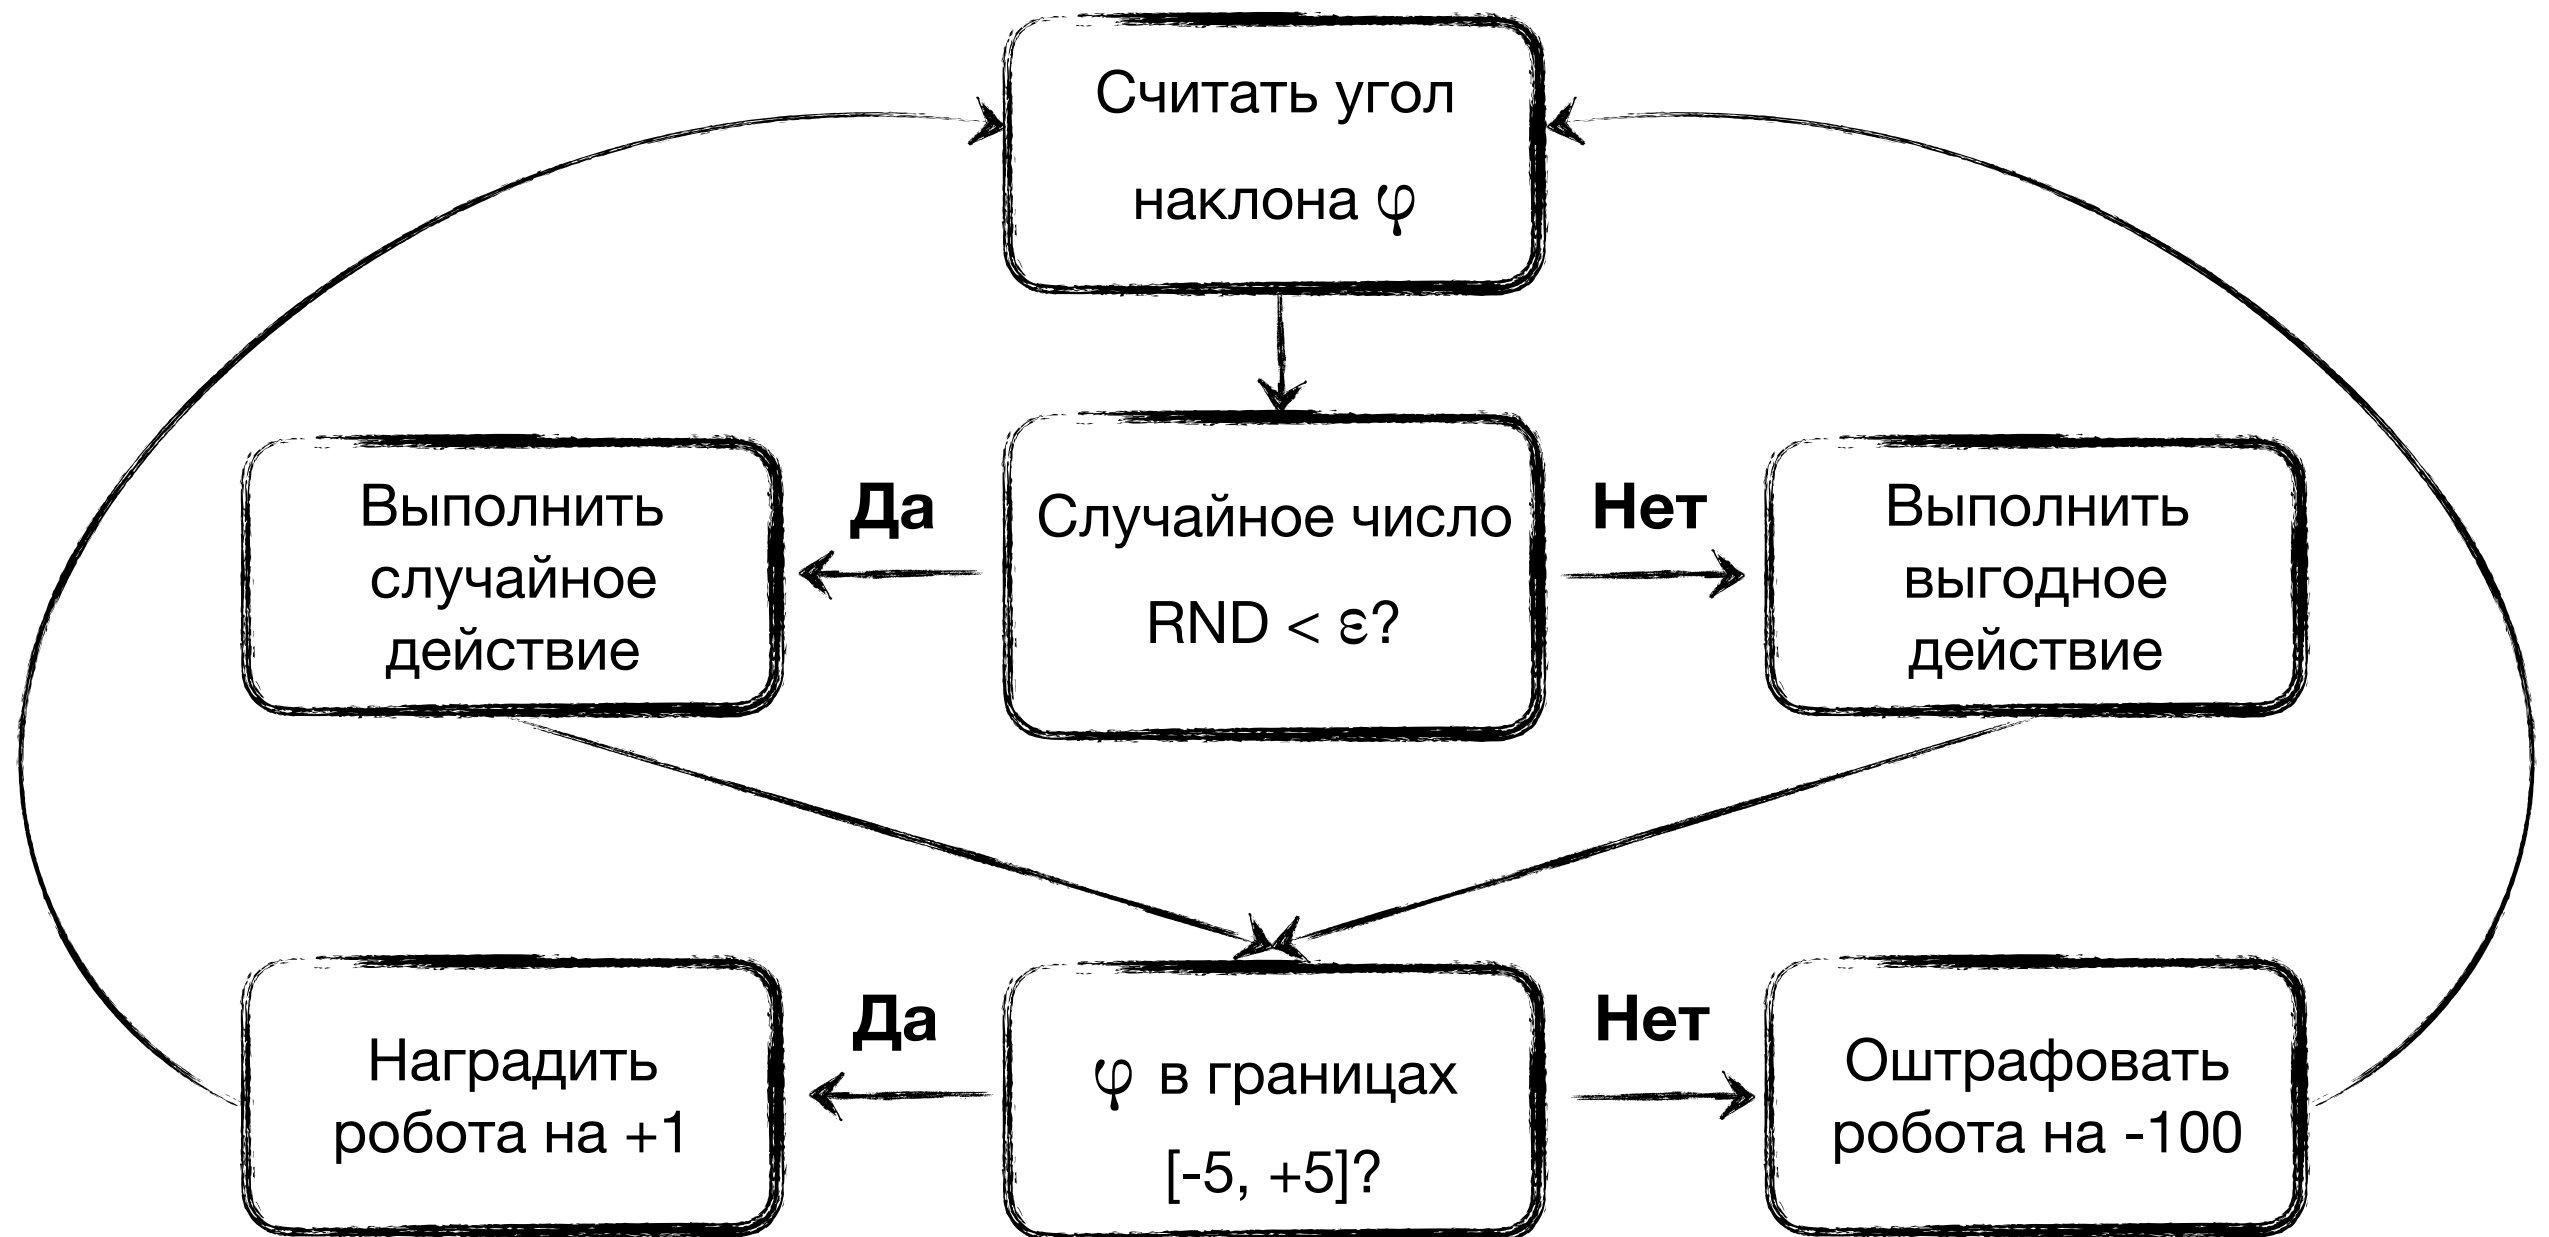 Считать угол
наклона φ
Выполнить
случайное
действие
Да
Случайное число
RND < ε?
Нет
Выполнить
выгодное
действие
Наградить
робота на +1
Да
φ в границах
[-5, +5]?
Нет
Оштрафовать
робота на -100